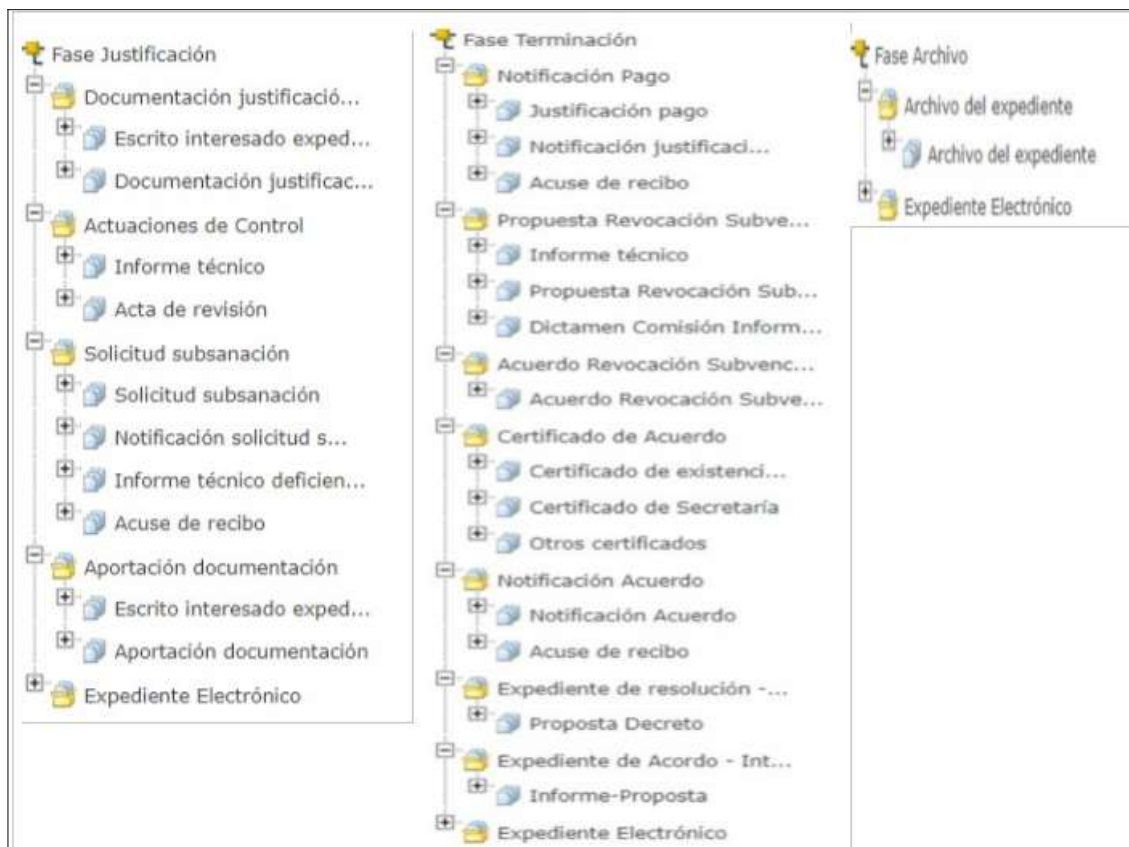 Fase Justificación
Documentación justificació...
Escrito interesado exped...
Documentación justificac...
Actuaciones de Control
Informe técnico
Acta de revisión
Solicitud subsanación
Solicitud subsanación
Notificación solicitud s...
Informe técnico deficien...
Acuse de recibo
Aportación documentación
Escrito interesado exped...
Aportación documentación
Expediente Electrónico
Fase Terminación
Notificación Pago
Justificación pago
Notificación justificaci...
Acuse de recibo
Propuesta Revocación Subve...
Informe técnico
Propuesta Revocación Sub...
Dictamen Comisión Inform...
Acuerdo Revocación Subvenc...
Acuerdo Revocación Subve...
Certificado de Acuerdo
Certificado de existenci...
Certificado de Secretaría
Otros certificados
Notificación Acuerdo
Notificación Acuerdo
Acuse de recibo
Expediente de resolución -...
Proposta Decreto
Expediente de Acordo - Int...
Informe-Proposta
Expediente Electrónico
Fase Archivo
Archivo del expediente
Archivo del expediente
Expediente Electrónico